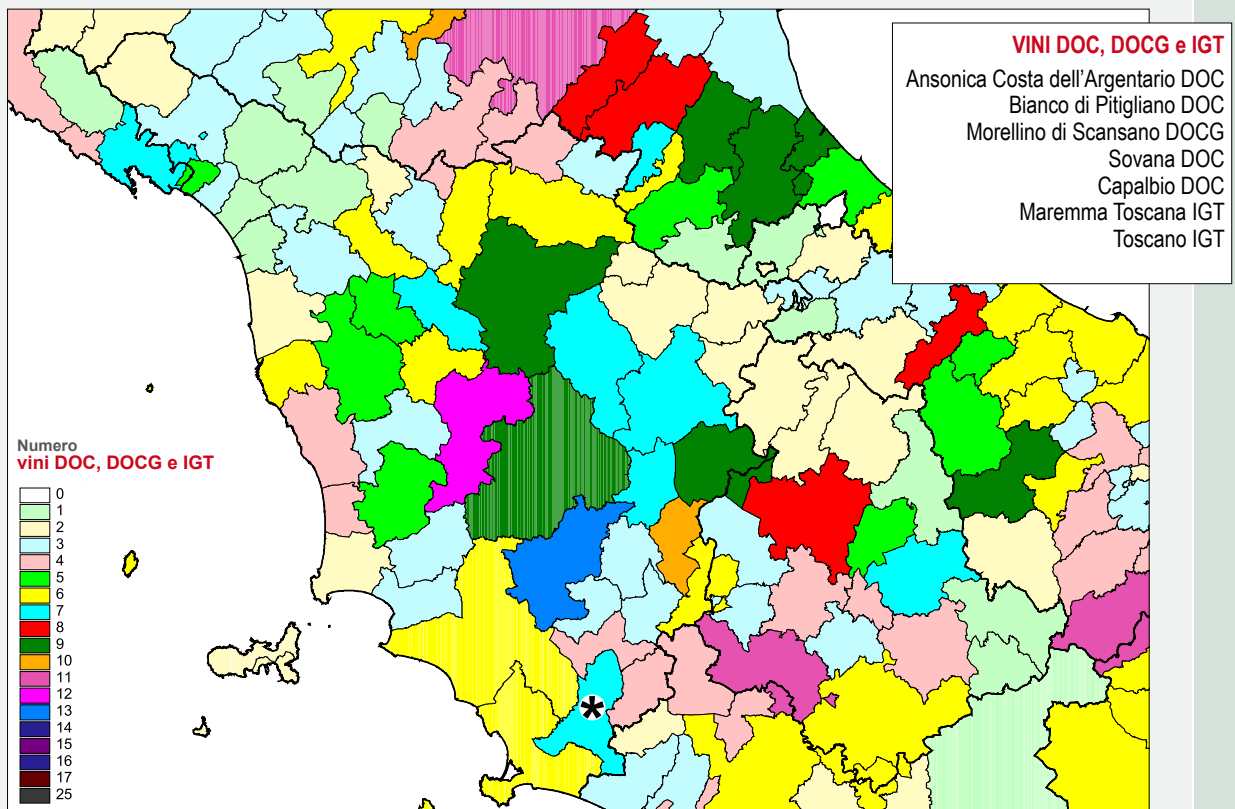 VINI DOC, DOCG e IGT
Ansonica Costa dell'Argentario DOC
Bianco di Pitigliano DOC
Morellino di Scansano DOCG
Sovana DOC
Capalbio DOC
Maremma Toscana IGT
Toscano IGT
Numero
vini DOC, DOCG e IGT
0
1
2
3
4
5
6
7
8
9
10
11
12
13
14
15
16
17
25
*